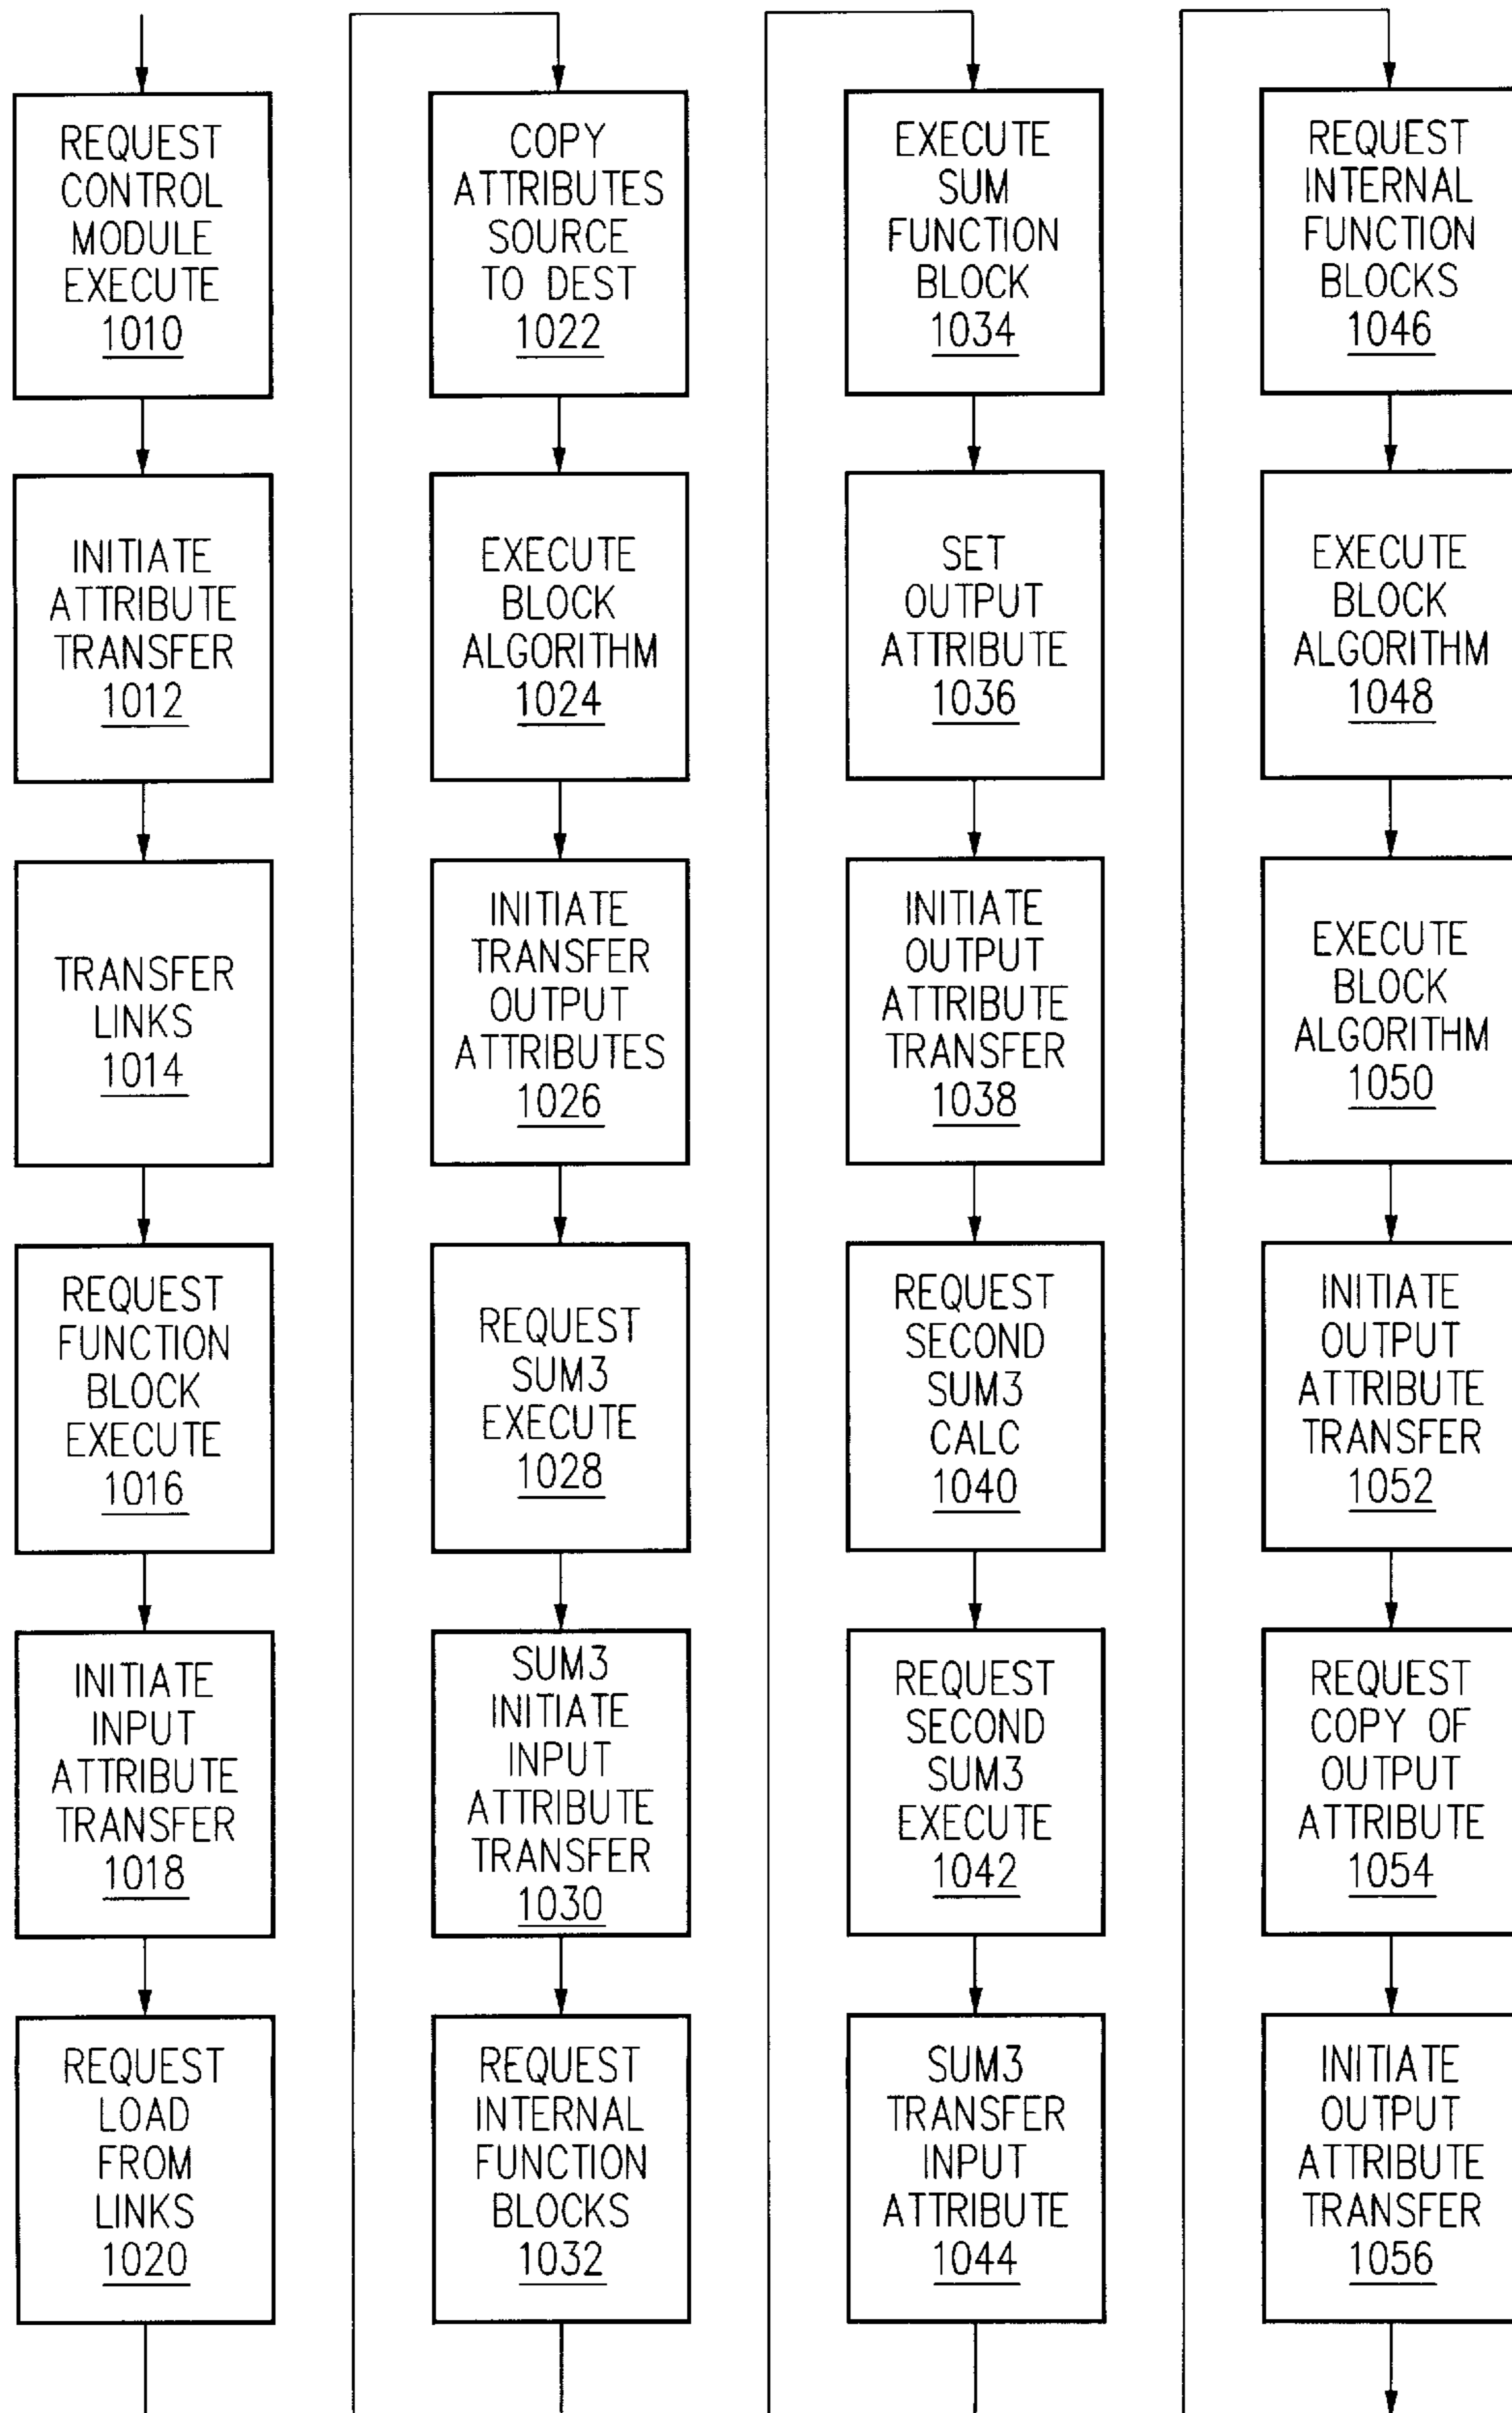 REQUEST
CONTROL
MODULE
EXECUTE
1010
INITIATE
ATTRIBUTE
TRANSFER
1012
TRANSFER
LINKS
1014
REQUEST
FUNCTION
BLOCK
EXECUTE
1016
INITIATE
INPUT
ATTRIBUTE
TRANSFER
1018
REQUEST
LOAD
FROM
LINKS
1020
COPY
ATTRIBUTES
SOURCE
TO DEST
1022
EXECUTE
BLOCK
ALGORITHM
1024
INITIATE
TRANSFER
OUTPUT
ATTRIBUTES
1026
REQUEST
SUM3
EXECUTE
1028
SUM3
INITIATE
INPUT
ATTRIBUTE
TRANSFER
1030
REQUEST
INTERNAL
FUNCTION
BLOCKS
1032
EXECUTE
SUM
FUNCTION
BLOCK
1034
SET
OUTPUT
ATTRIBUTE
1036
INITIATE
OUTPUT
ATTRIBUTE
TRANSFER
1038
REQUEST
SECOND
SUM3
CALC
1040
REQUEST
SECOND
SUM3
EXECUTE
1042
SUM3
TRANSFER
INPUT
ATTRIBUTE
1044
REQUEST
INTERNAL
FUNCTION
BLOCKS
1046
EXECUTE
BLOCK
ALGORITHM
1048
EXECUTE
BLOCK
ALGORITHM
1050
INITIATE
OUTPUT
ATTRIBUTE
TRANSFER
1052
REQUEST
COPY OF
OUTPUT
ATTRIBUTE
1054
INITIATE
OUTPUT
ATTRIBUTE
TRANSFER
1056